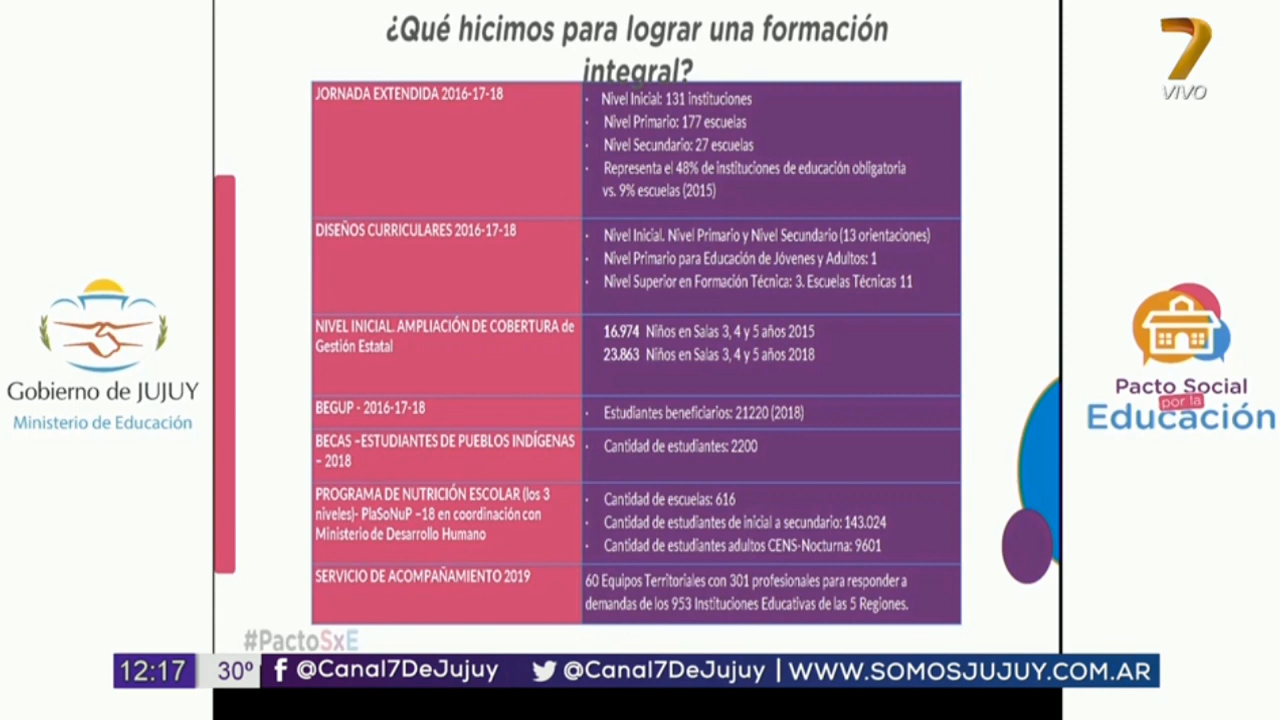 ¿Qué hicimos para lograr una formación
integral?
7
VIVO
JORNADA EXTENDIDA 2016-17-18
· Nivel Inicial: 131 instituciones
· Nivel Primario: 177 escuelas
· Nivel Secundario: 27 escuelas
· Representa el 48% de instituciones de educación obligatoria
vs. 9% escuelas (2015)
DISEÑOS CURRICULARES 2016-17-18
· Nivel Inicial. Nivel Primario y Nivel Secundario (13 orientaciones)
· Nivel Primario para Educación de Jóvenes y Adultos: 1
· Nivel Superior en Formación Técnica: 3. Escuelas Técnicas 11
NIVEL INICIAL. AMPLIACIÓN DE COBERTURA de
Gestión Estatal
16.974 Niños en Salas 3, 4 y 5 años 2015
23.863 Niños en Salas 3, 4 y 5 años 2018
BEGUP - 2016-17-18
· Estudiantes beneficiarios: 21220 (2018)
BECAS –ESTUDIANTES DE PUEBLOS INDÍGENAS
– 2018
· Cantidad de estudiantes: 2200
PROGRAMA DE NUTRICIÓN ESCOLAR (los 3
niveles)- PlaSoNuP –18 en coordinación con
Ministerio de Desarrollo Humano
· Cantidad de escuelas: 616
· Cantidad de estudiantes de inicial a secundario: 143.024
· Cantidad de estudiantes adultos CENS-Nocturna: 9601
SERVICIO DE ACOMPAÑAMIENTO 2019
60 Equipos Territoriales con 301 profesionales para responder a
demandas de los 953 Instituciones Educativas de las 5 Regiones.
Gobierno de JUJUY
Ministerio de Educación
Pacto Social
por la
Educación
#PactoSxE
12:17 30º @Canal7DeJujuy @Canal7DeJujuy | WWW.SOMOSJUJUY.COM.AR